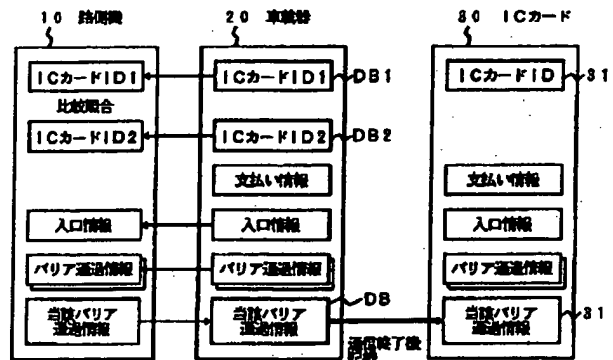 10 路側機
20 車載器
30 ICカード
ICカードID1
ICカードID1
DB1
ICカードID
31
比較照合
ICカードID2
ICカードID2
DB2
支払い情報
支払い情報
入口情報
入口情報
入口情報
バリア通過情報
バリア通過情報
バリア通過情報
DB
当該バリア
通過情報
当該バリア
通過情報
当該バリア
通過情報
31
通信終了後
記録